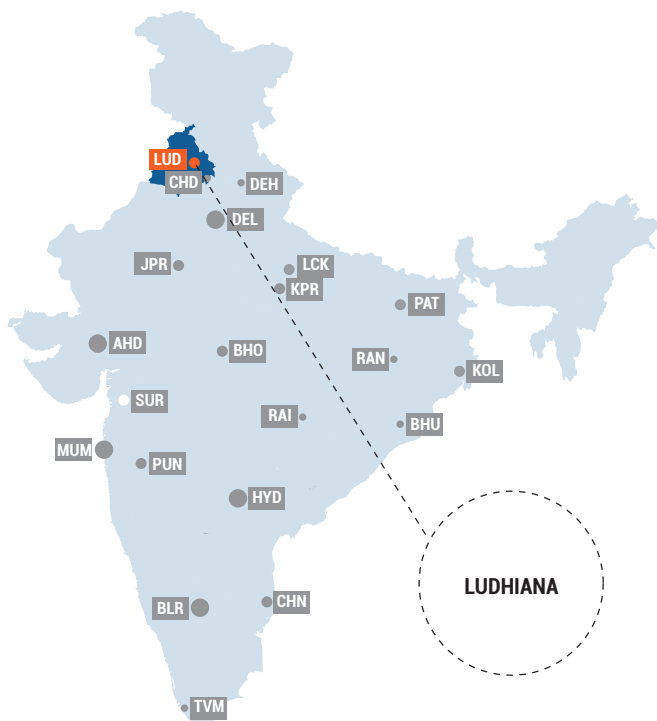 LUD
CHD
DEH
DEL
JPR
LCK
KPR
PAT
AHD
BHO
RAN
KOL
SUR
RAI
BHU
MUM
PUN
HYD
LUDHIANA
BLR
CHN
TVM